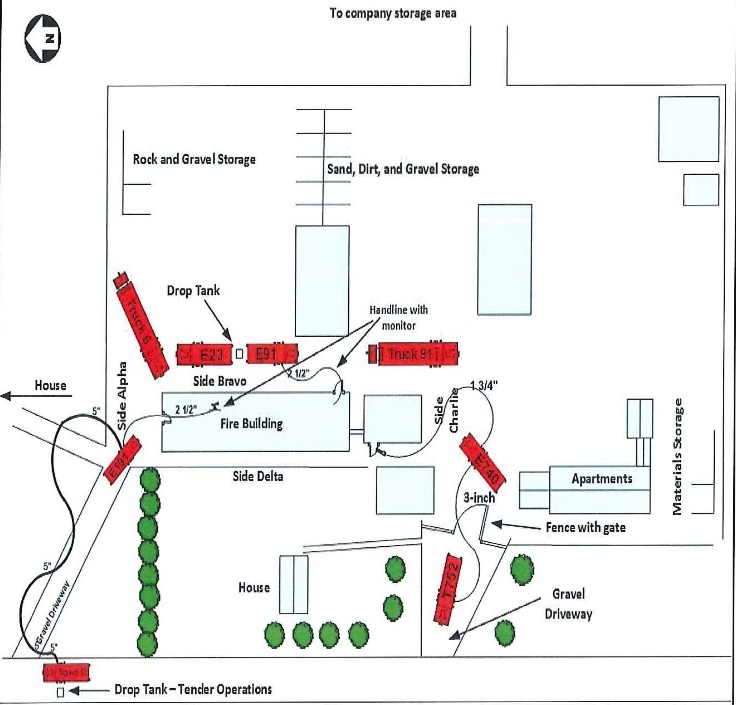 To company storage area
N
Rock and Gravel Storage
Sand, Dirt, and Gravel Storage
Drop Tank
Handline with
monitor
Truck 6
E23
E91
Truck 91
2 1/2"
Side Bravo
House
Side Alpha
5"
2 1/2"
Fire Building
Side
Charlie
1 3/4"
E740
Side Delta
3-inch
Apartments
Materials Storage
Fence with gate
5"
House
T752
Gravel
Driveway
Gravel Driveway
5"
5"
Drop Tank – Tender Operations